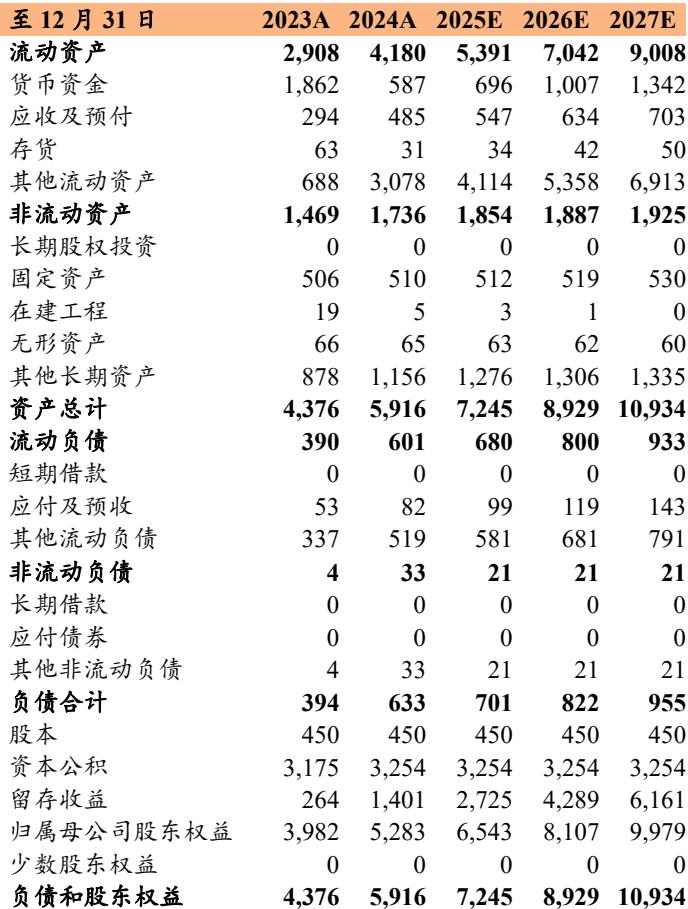 至 12 月 31 日 2023A 2024A 2025E 2026E 2027E
流动资产 2,908 4,180 5,391 7,042 9,008
货币资金 1,862 587 696 1,007 1,342
应收及预付 294 485 547 634 703
存货 63 31 34 42 50
其他流动资产 688 3,078 4,114 5,358 6,913
非流动资产 1,469 1,736 1,854 1,887 1,925
长期股权投资 0 0 0 0 0
固定资产 506 510 512 519 530
在建工程 19 5 3 1 0
无形资产 66 65 63 62 60
其他长期资产 878 1,156 1,276 1,306 1,335
资产总计 4,376 5,916 7,245 8,929 10,934
流动负债 390 601 680 800 933
短期借款 0 0 0 0 0
应付及预收 53 82 99 119 143
其他流动负债 337 519 581 681 791
非流动负债 4 33 21 21 21
长期借款 0 0 0 0 0
应付债券 0 0 0 0 0
其他非流动负债 4 33 21 21 21
负债合计 394 633 701 822 955
股本 450 450 450 450 450
资本公积 3,175 3,254 3,254 3,254 3,254
留存收益 264 1,401 2,725 4,289 6,161
归属母公司股东权益 3,982 5,283 6,543 8,107 9,979
少数股东权益 0 0 0 0 0
负债和股东权益 4,376 5,916 7,245 8,929 10,934